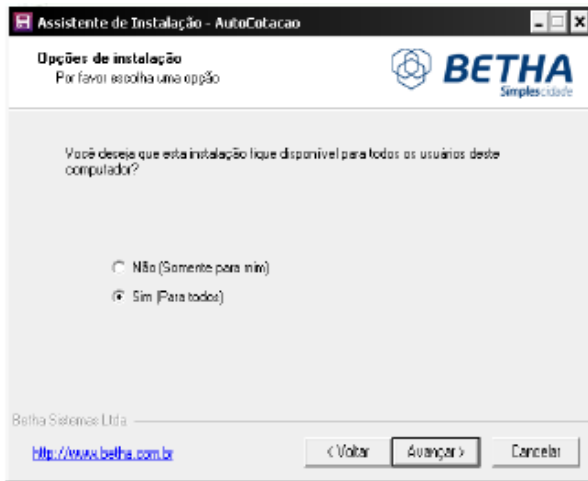 Assistente de Instalação - AutoCotacao
Opções de instalação
Por favor escolha uma opção
BETHA
Simplescidade
Você deseja que esta instalação fique disponível para todos os usuários deste
computador?
Não (Somente para mim)
Sim (Para todos)
Betha Sistemas Ltda
http://www.betha.com.br
< Voltar
Avançar >
Cancelar